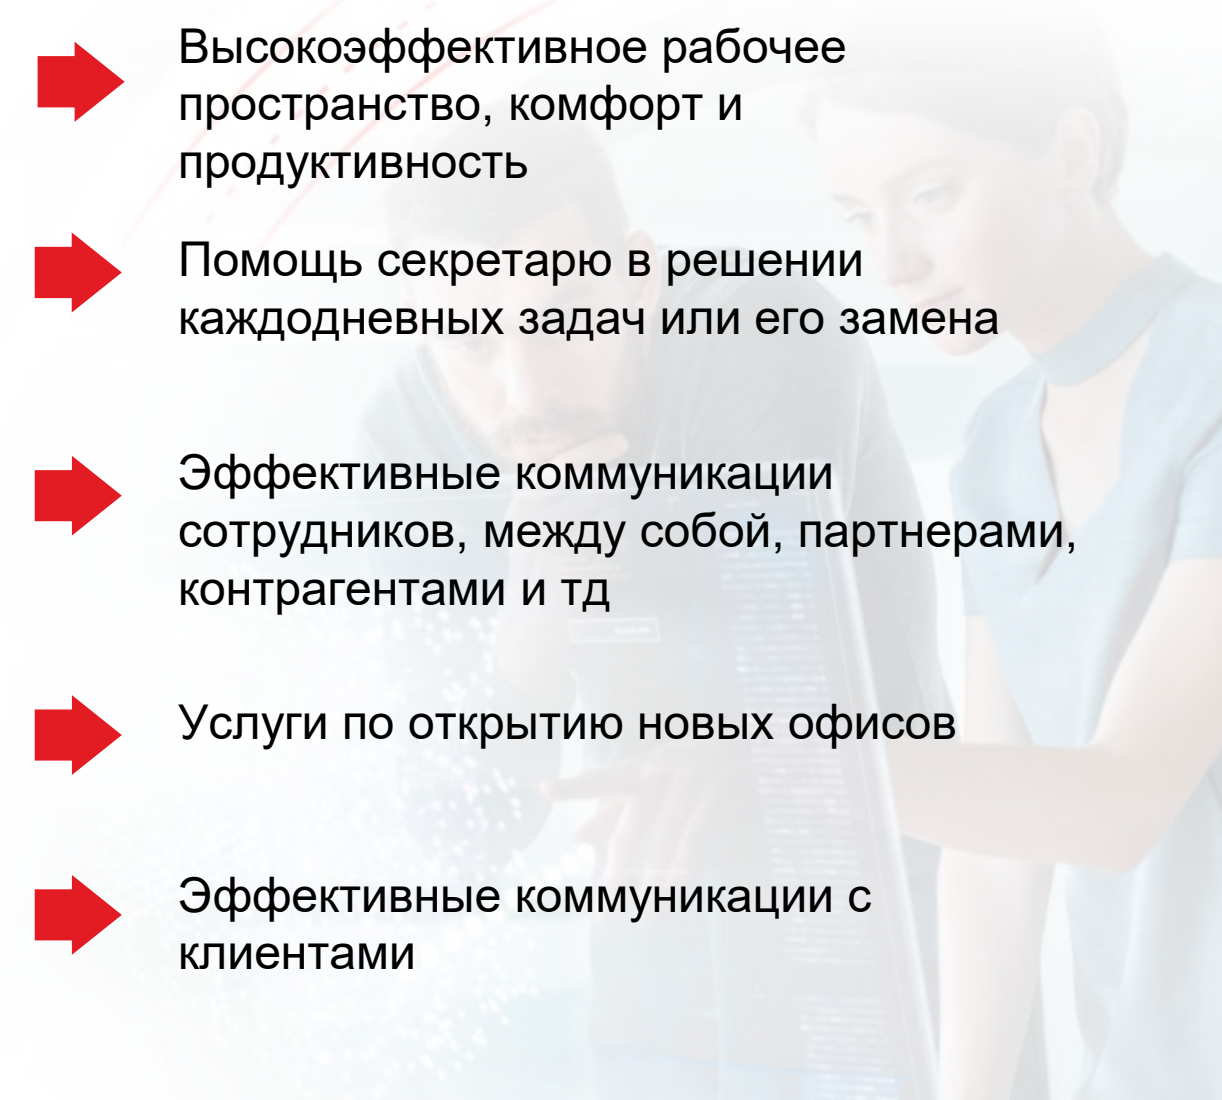 Высокоэффективное рабочее
пространство, комфорт и
продуктивность
Помощь секретарю в решении
каждодневных задач или его замена
Эффективные коммуникации
сотрудников, между собой, партнерами,
контрагентами и тд
Услуги по открытию новых офисов
Эффективные коммуникации с
клиентами